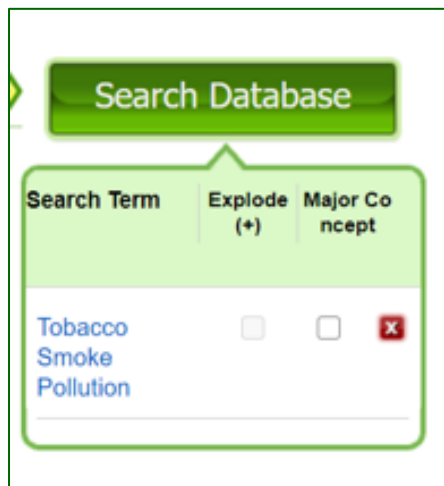 Search Database
Search Term Explode Major Co
(+) ncept
Tobacco
Smoke
Pollution